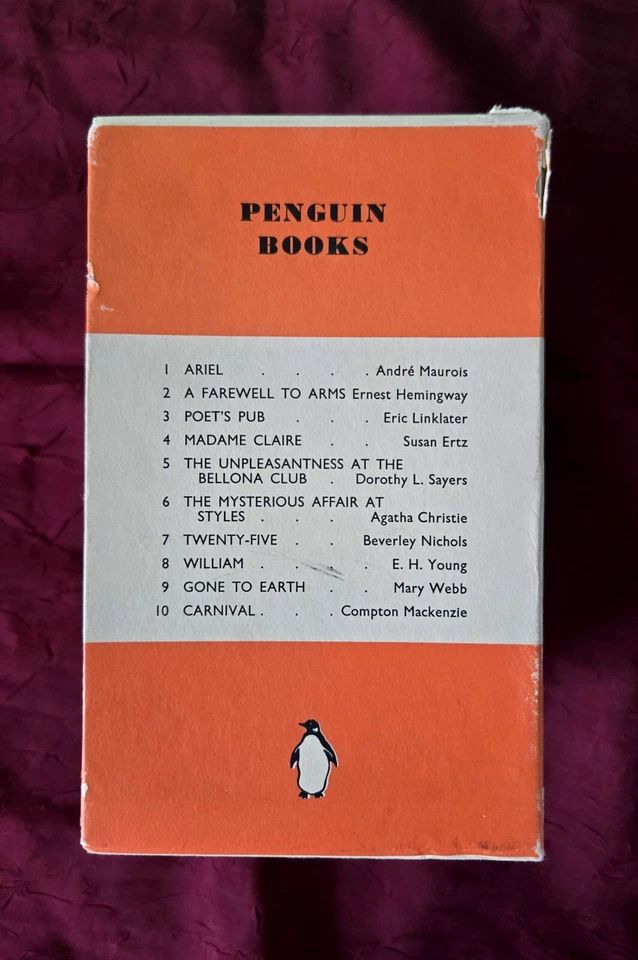 PENGUIN
BOOKS
1 ARIEL . . . . André Maurois
2 A FAREWELL TO ARMS Ernest Hemingway
3 POET'S PUB . . . Eric Linklater
4 MADAME CLAIRE . . Susan Ertz
5 THE UNPLEASANTNESS AT THE
BELLONA CLUB . Dorothy L. Sayers
6 THE MYSTERIOUS AFFAIR AT
STYLES . . . Agatha Christie
7 TWENTY-FIVE . . Beverley Nichols
8 WILLIAM . . . . E. H. Young
9 GONE TO EARTH . . Mary Webb
10 CARNIVAL . . . Compton Mackenzie